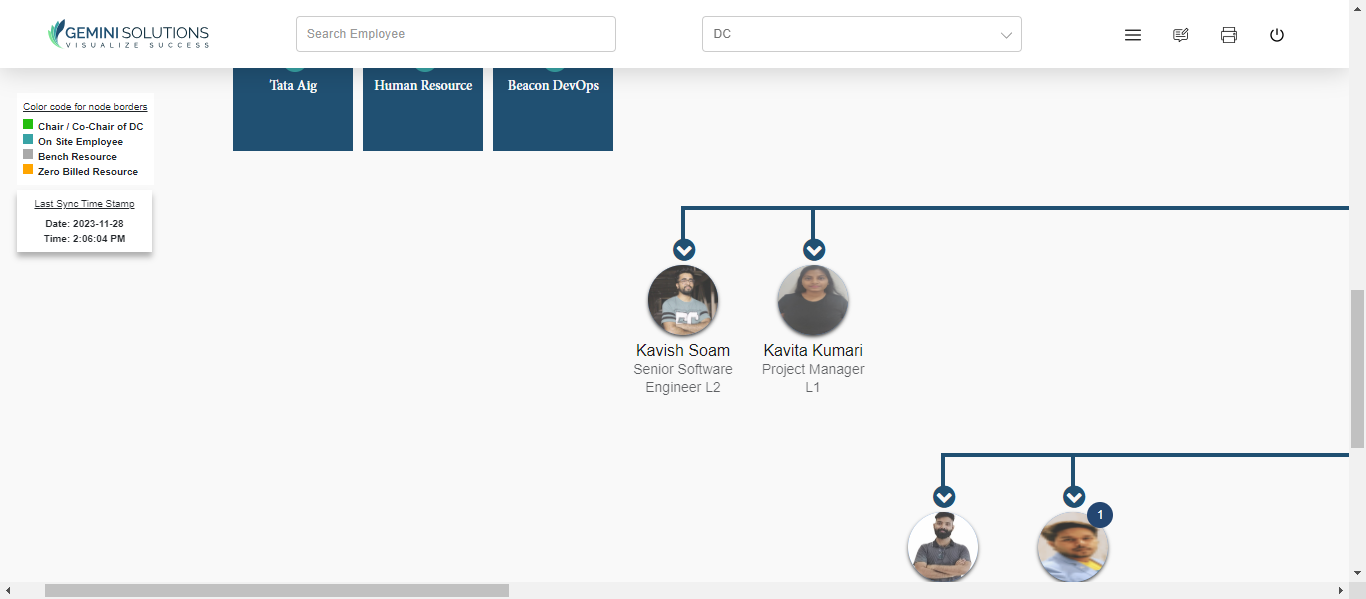 GEMINI SOLUTIONS
VISUALIZE SUCCESS
Search Employee
DC
Tata Aig
Human Resource
Beacon DevOps
Color code for node borders
Chair / Co-Chair of DC
On Site Employee
Bench Resource
Zero Billed Resource
Last Sync Time Stamp
Date: 2023-11-28
Time: 2:06:04 PM
Kavish Soam
Senior Software
Engineer L2
Kavita Kumari
Project Manager
L1
1